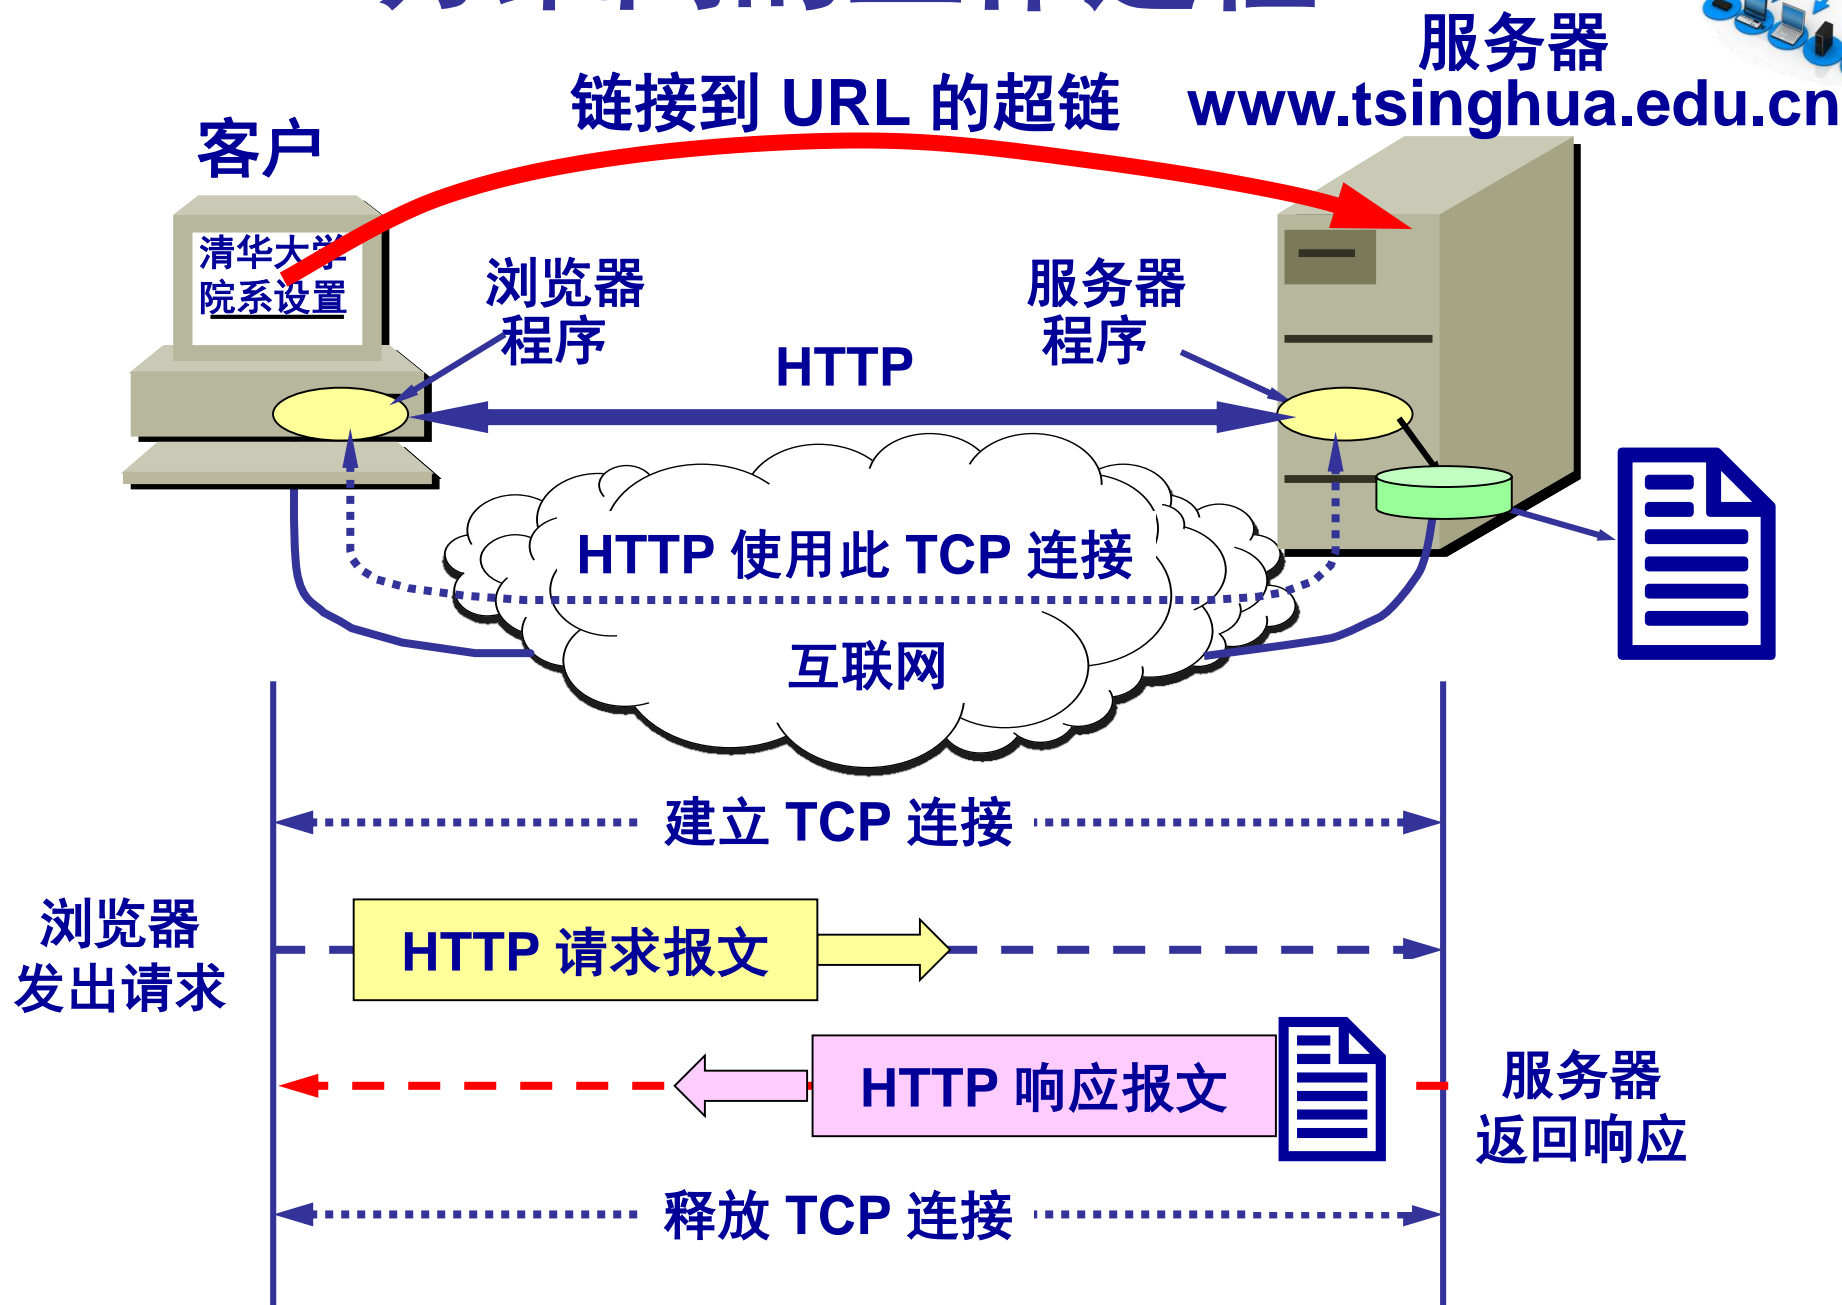 服务器
链接到 URL 的超链
www.tsinghua.edu.cn
客户
清华大学
院系设置
浏览器
程序
服务器
程序
HTTP
HTTP 使用此 TCP 连接
互联网
建立 TCP 连接
浏览器
发出请求
HTTP 请求报文
HTTP 响应报文
服务器
返回响应
释放 TCP 连接